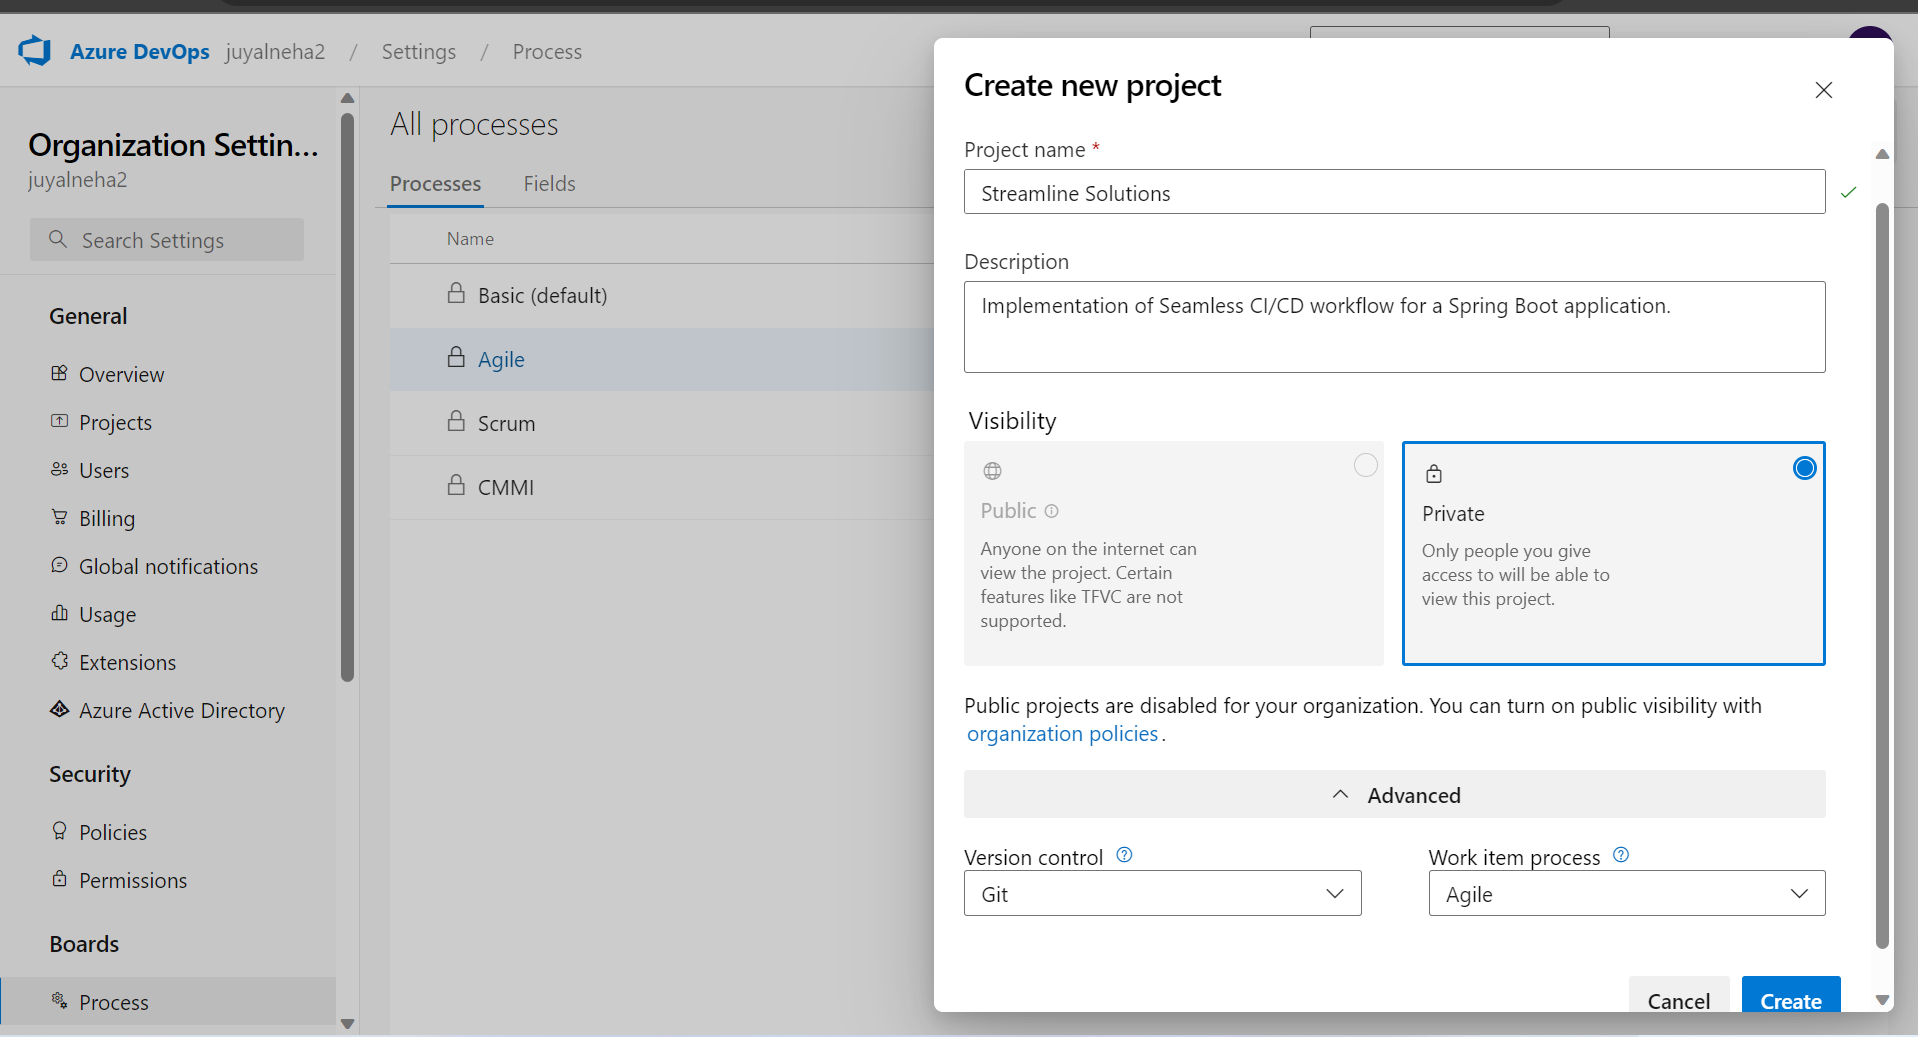 Azure DevOps juyalneha2 / Settings / Process
Organization Settin...
juyalneha2
Search Settings
General
Overview
Projects
Users
Billing
Global notifications
Usage
Extensions
Azure Active Directory
Security
Policies
Permissions
Boards
Process
All processes
Processes Fields
Name
Basic (default)
Agile
Scrum
CMMI
Create new project
Project name *
Streamline Solutions
Description
Implementation of Seamless CI/CD workflow for a Spring Boot application.
Visibility
Public
Anyone on the internet can
view the project. Certain
features like TFVC are not
supported.
Private
Only people you give
access to will be able to
view this project.
Public projects are disabled for your organization. You can turn on public visibility with
organization policies.
Advanced
Version control
Git
Work item process
Agile
Cancel Create